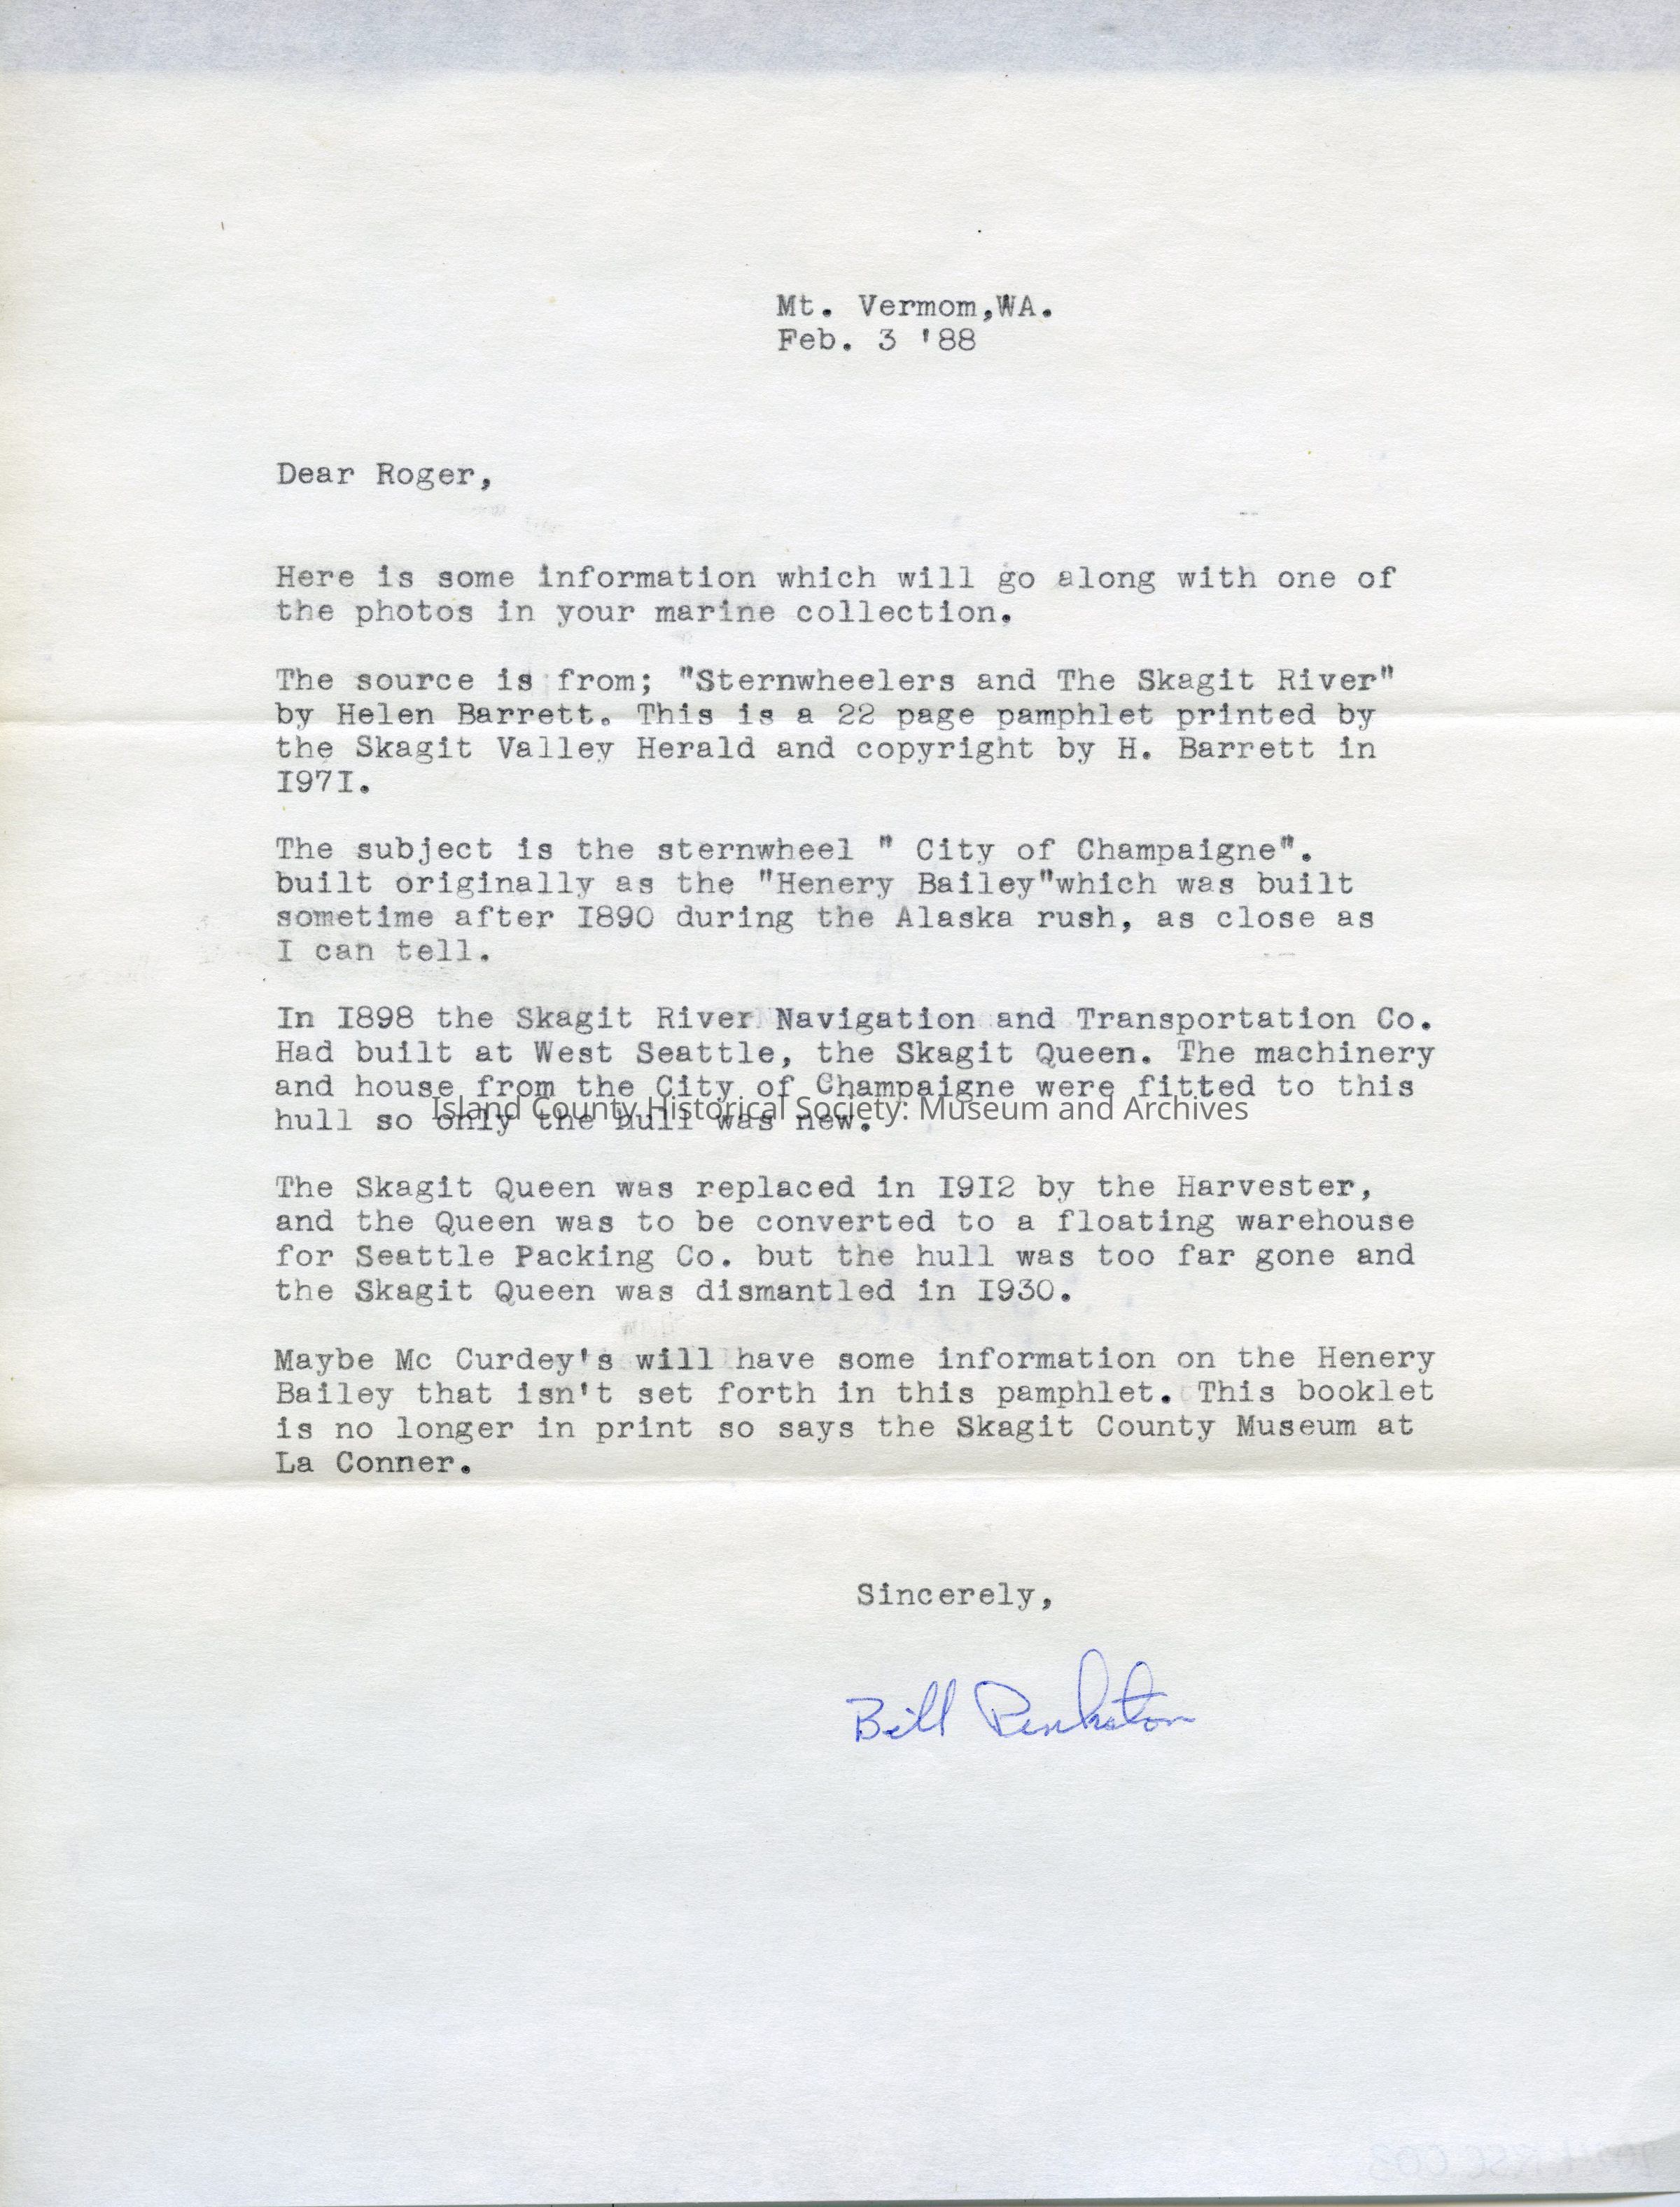 Mt. Vermom,WA.
Feb. 3 '88
Dear Roger,
Here is some information which will go along with one of
the photos in your marine collection.
The source is from; "Sternwheelers and The Skagit River"
by Helen Barrett. This is a 22 page pamphlet printed by
the Skagit Valley Herald and copyright by H. Barrett in
I97I.
The subject is the sternwheel " City of Champaigne".
built originally as the "Henery Bailey"which was built
sometime after I890 during the Alaska rush, as close as
I can tell.
In I898 the Skagit River Navigation and Transportation Co.
Had built at West Seattle, the Skagit Queen. The machinery
and house from the City of Champaigne were fitted to this
Island County Historical Society: Museum and Archives
hull so only the hull was new.
The Skagit Queen was replaced in I9I2 by the Harvester,
and the Queen was to be converted to a floating warehouse
for Seattle Packing Co. but the hull was too far gone and
the Skagit Queen was dismantled in I930.
Maybe Mc Curdey's will have some information on the Henery
Bailey that isn't set forth in this pamphlet. This booklet
is no longer in print so says the Skagit County Museum at
La Conner.
Sincerely,
Bill